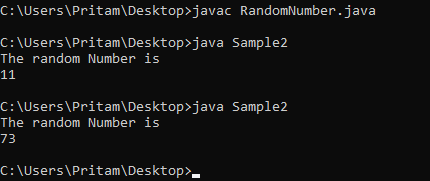 C:\Users\Pritam\Desktop>javac RandomNumber.java
C:\Users\Pritam\Desktop>java Sample2
The random Number is
11
C:\Users\Pritam\Desktop>java Sample2
The random Number is
73
C:\Users\Pritam\Desktop>